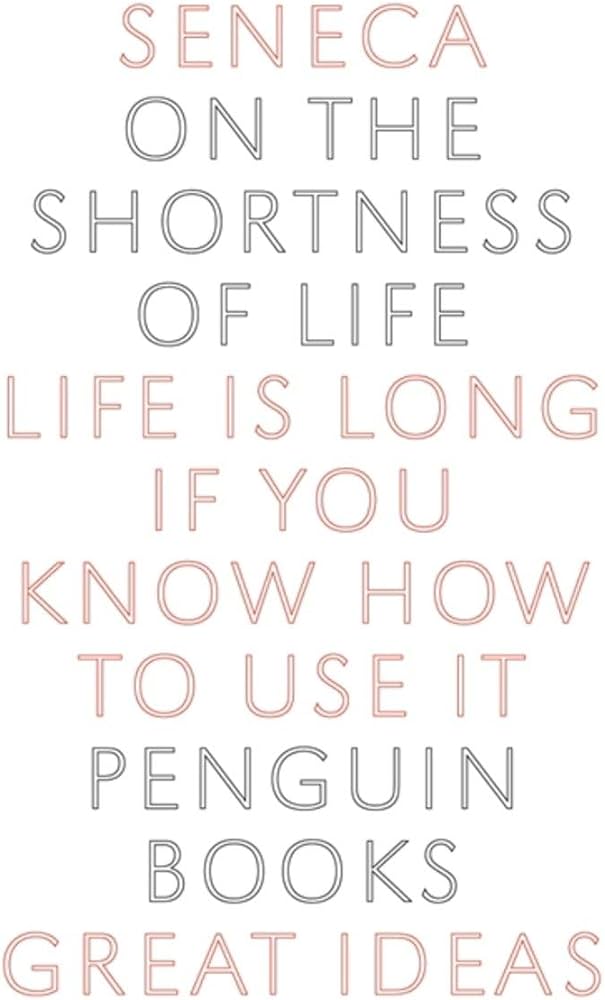 SENECA
ON THE
SHORTNESS
OF LIFE
LIFE IS LONG
IF YOU
KNOW HOW
TO USE IT
PENGUIN
BOOKS
GREAT IDEAS